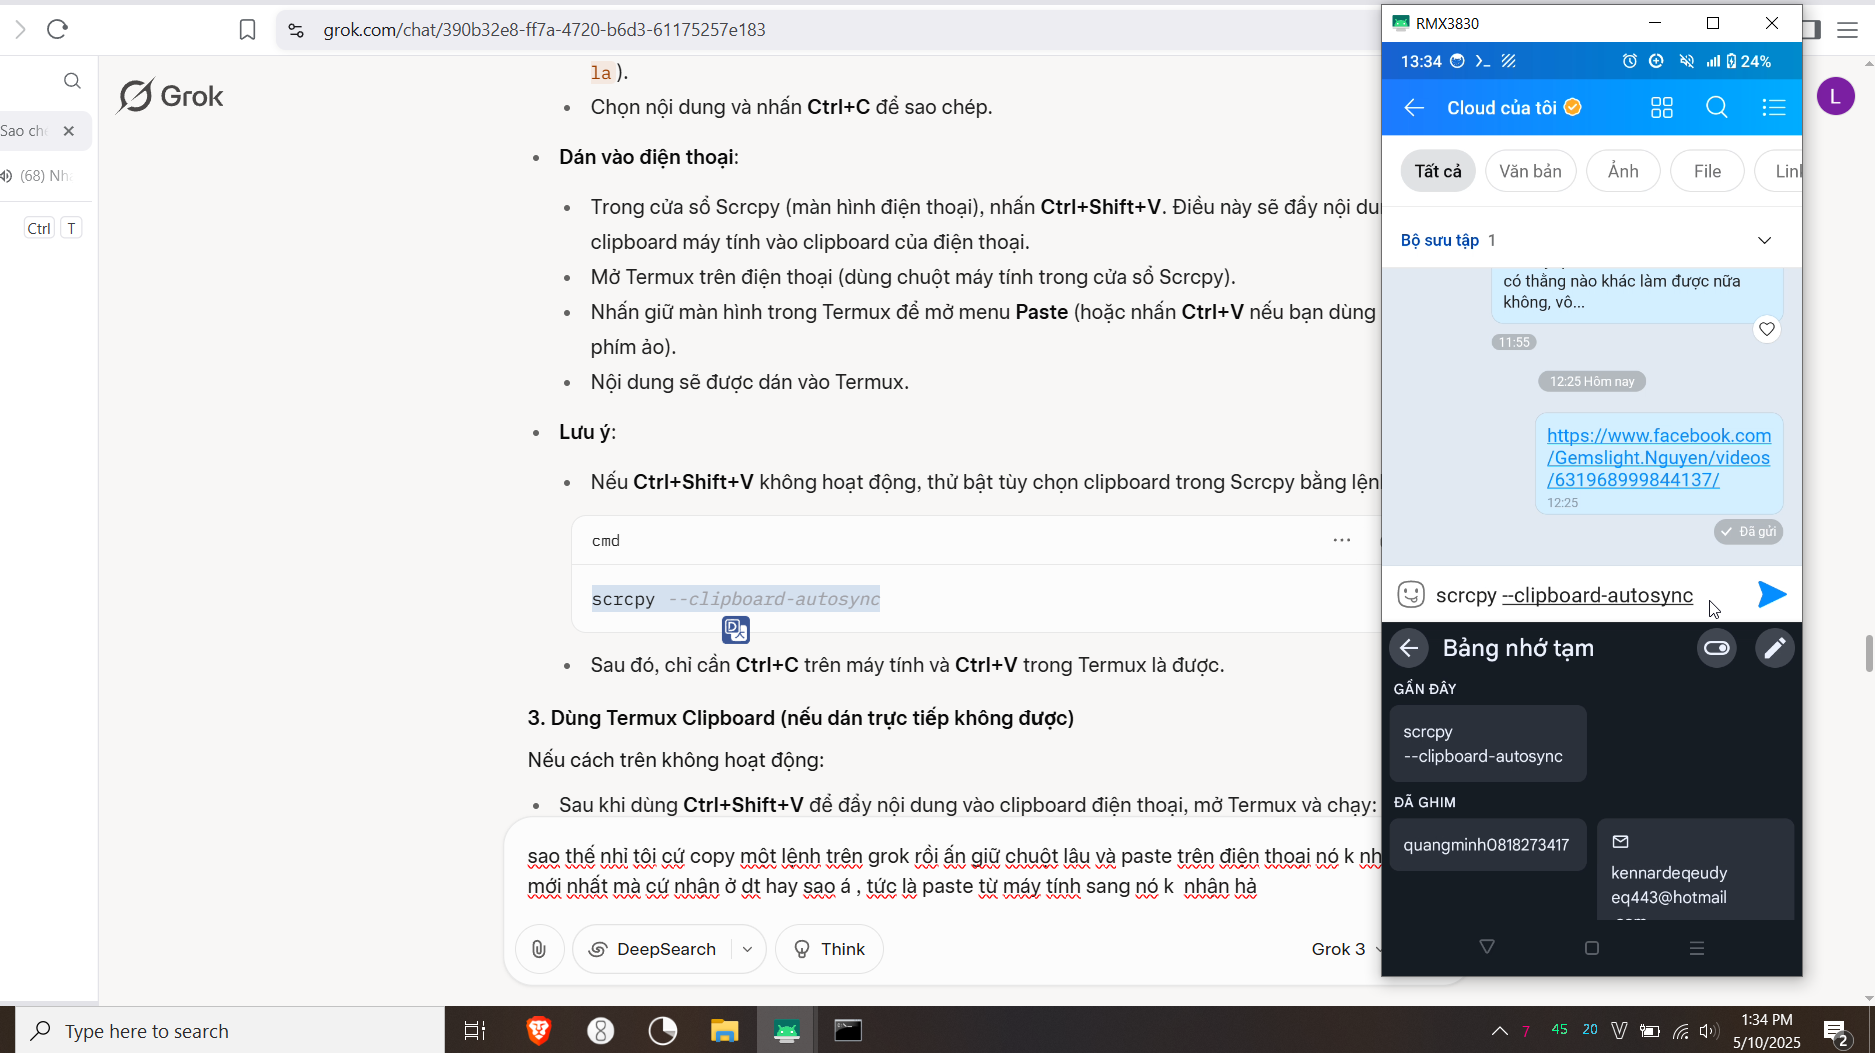 grok.com/chat/390b32e8-ff7a-4720-b6d3-61175257e183
Sao ch
(68) Nh
Ctrl T
Grok
la ).
Chọn nội dung và nhấn Ctrl+C để sao chép.
Dán vào điện thoại:
Trong cửa sổ Scrcpy (màn hình điện thoại), nhấn Ctrl+Shift+V. Điều này sẽ đẩy nội du
clipboard máy tính vào clipboard của điện thoại.
Mở Termux trên điện thoại (dùng chuột máy tính trong cửa sổ Scrcpy).
Nhấn giữ màn hình trong Termux để mở menu Paste (hoặc nhấn Ctrl+V nếu bạn dùng
phím ảo).
Nội dung sẽ được dán vào Termux.
Lưu ý:
Nếu Ctrl+Shift+V không hoạt động, thử bật tùy chọn clipboard trong Scrcpy bằng lện
cmd
scrcpy --clipboard-autosync
Sau đó, chỉ cần Ctrl+C trên máy tính và Ctrl+V trong Termux là được.
3. Dùng Termux Clipboard (nếu dán trực tiếp không được)
Nếu cách trên không hoạt động:
Sau khi dùng Ctrl+Shift+V để đẩy nội dung vào clipboard điện thoại, mở Termux và chạy:
sao thế nhỉ tôi cứ copy một lệnh trên grok rồi ấn giữ chuột lâu và paste trên điện thoai nó k nh
mới nhất mà cứ nhân ở dt hay sao á , tức là paste từ máy tính sang nó k nhận hả
DeepSearch
Think
Grok 3
RMX3830
13:34
24%
Cloud của tôi
Tất cả
Văn bản
Ảnh
File
Link
Bộ sưu tập 1
có thằng nào khác làm được nữa
không, vô...
11:55
12:25 Hôm nay
https://www.facebook.com
/Gemslight.Nguyen/videos
/631968999844137/
12:25
Đã gửi
scrcpy --clipboard-autosync
Bảng nhớ tạm
GẦN ĐÂY
scrcpy
--clipboard-autosync
ĐÃ GHIM
quangminh0818273417
kennardeqeudy
eq443@hotmail
L
Type here to search
7
45
20
1:34 PM
5/10/2025
2